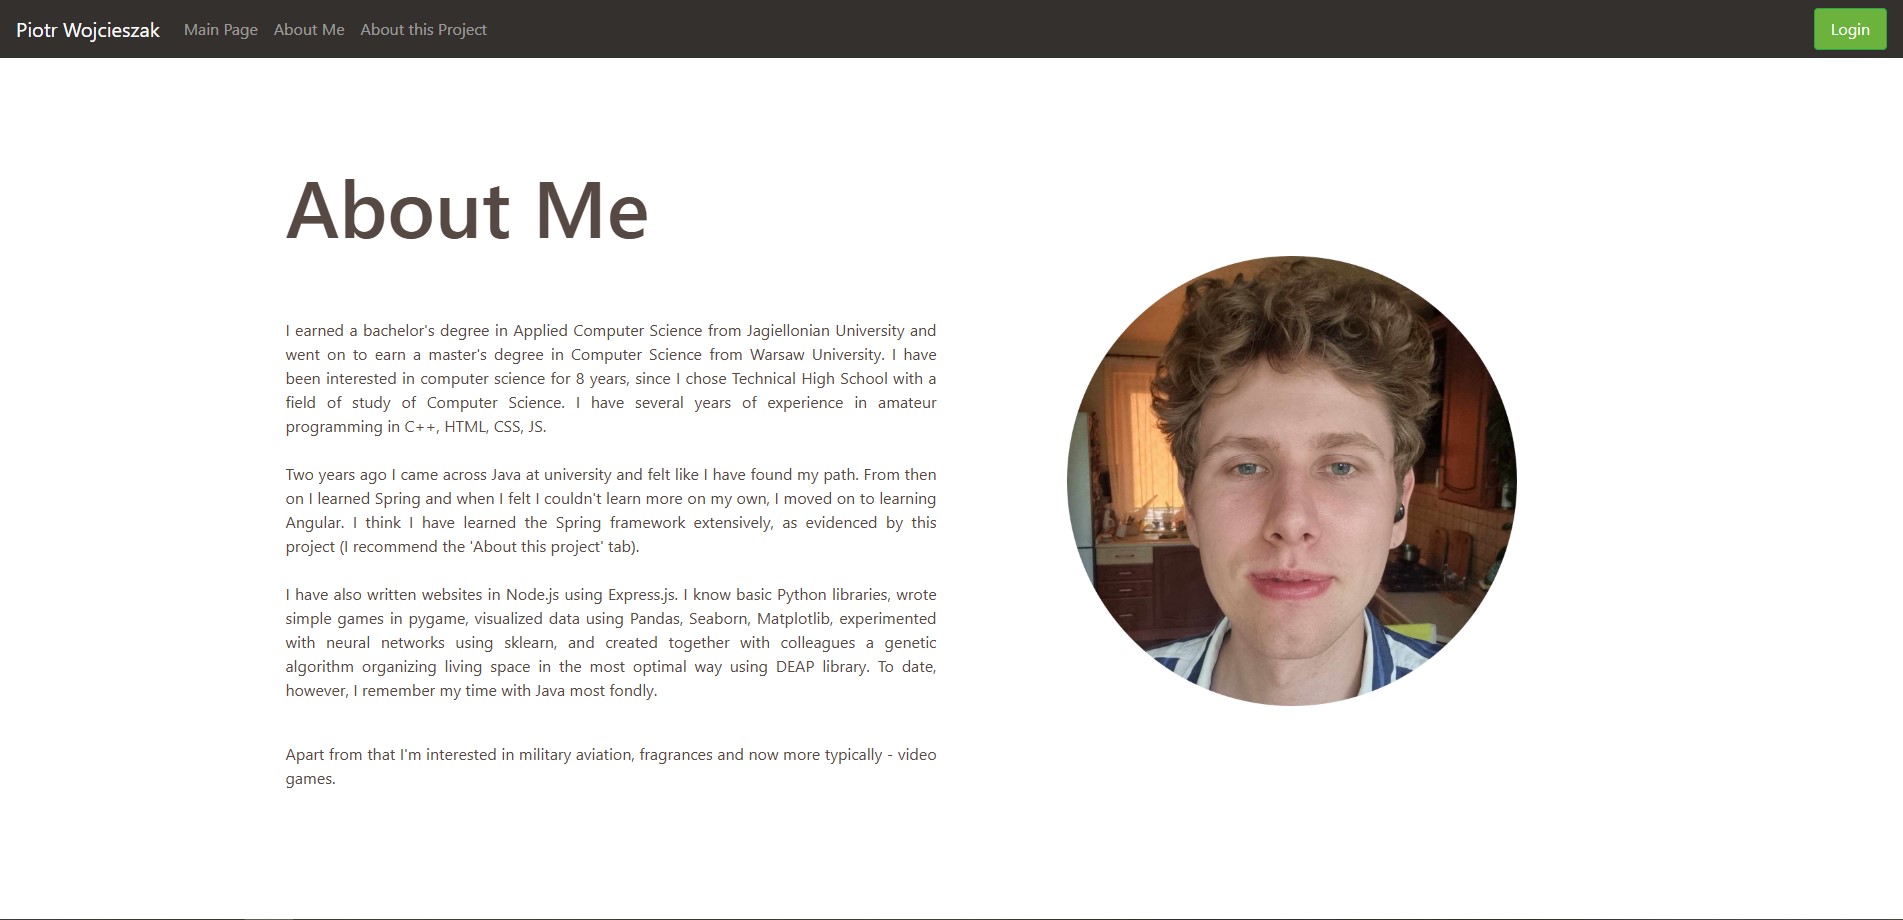 Piotr Wojcieszak Main Page About Me About this Project Login
About Me
I earned a bachelor's degree in Applied Computer Science from Jagiellonian University and
went on to earn a master's degree in Computer Science from Warsaw University. I have
been interested in computer science for 8 years, since I chose Technical High School with a
field of study of Computer Science. I have several years of experience in amateur
programming in C++, HTML, CSS, JS.
Two years ago I came across Java at university and felt like I have found my path. From then
on I learned Spring and when I felt I couldn't learn more on my own, I moved on to learning
Angular. I think I have learned the Spring framework extensively, as evidenced by this
project (I recommend the 'About this project' tab).
I have also written websites in Node.js using Express.js. I know basic Python libraries, wrote
simple games in pygame, visualized data using Pandas, Seaborn, Matplotlib, experimented
with neural networks using sklearn, and created together with colleagues a genetic
algorithm organizing living space in the most optimal way using DEAP library. To date,
however, I remember my time with Java most fondly.
Apart from that I'm interested in military aviation, fragrances and now more typically - video
games.